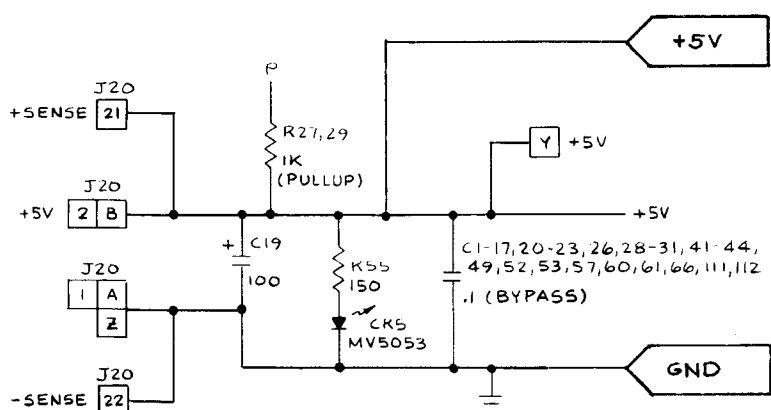 +5V
P
J20
+SENSE 21
R27,29
1K
(PULLUP)
Y +5V
J20
+5V 2 B
+5V
+ C19
100
R55
150
C1-17,20-23,26,28-31,41-44,
49,52,53,57,60,61,66,111,112
.1 (BYPASS)
J20
1 A
Z
CR5
MV5053
GND
J20
-SENSE 22